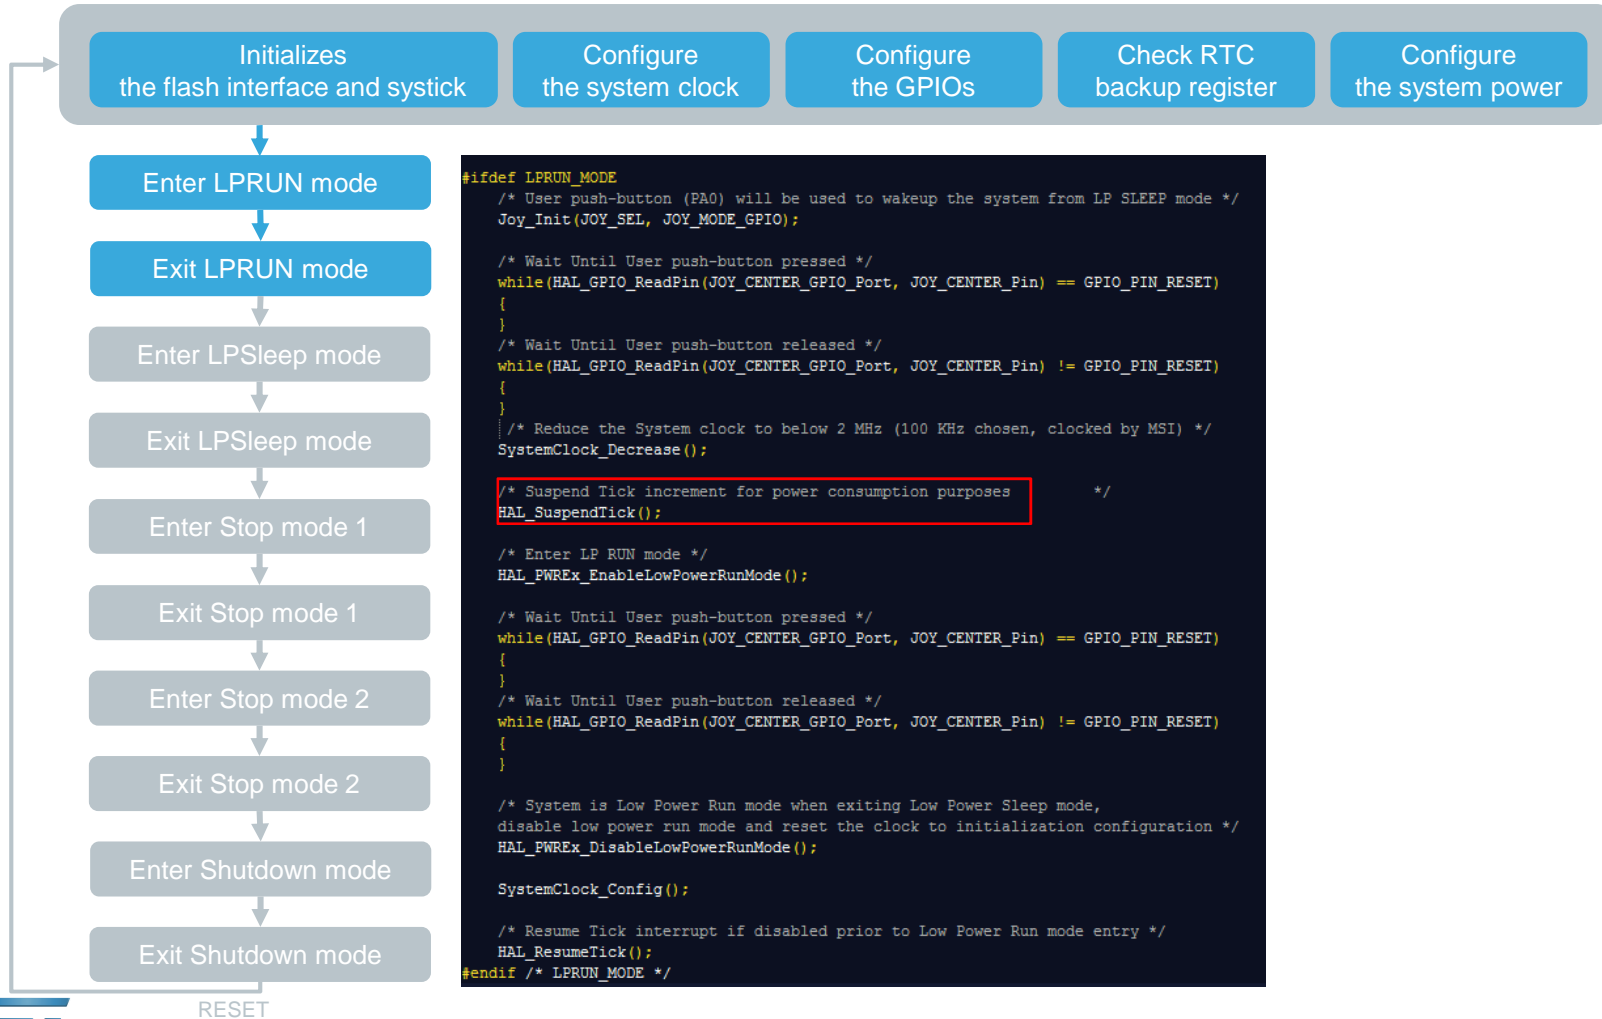 Initializes
the flash interface and systick
Configure
the system clock
Configure
the GPIOs
Check RTC
backup register
Configure
the system power
Enter LPRUN mode
Exit LPRUN mode
Enter LPSleep mode
Exit LPSleep mode
Enter Stop mode 1
Exit Stop mode 1
Enter Stop mode 2
Exit Stop mode 2
Enter Shutdown mode
Exit Shutdown mode
RESET
#ifdef LPRUN_MODE
/* User push-button (PA0) will be used to wakeup the system from LP SLEEP mode */
Joy_Init(JOY_SEL, JOY_MODE_GPIO);
/* Wait Until User push-button pressed */
while(HAL_GPIO_ReadPin(JOY_CENTER_GPIO_Port, JOY_CENTER_Pin) == GPIO_PIN_RESET)
{
}
/* Wait Until User push-button released */
while(HAL_GPIO_ReadPin(JOY_CENTER_GPIO_Port, JOY_CENTER_Pin) != GPIO_PIN_RESET)
{
}
/* Reduce the System clock to below 2 MHz (100 KHz chosen, clocked by MSI) */
SystemClock_Decrease();
/* Suspend Tick increment for power consumption purposes */
HAL_SuspendTick();
/* Enter LP RUN mode */
HAL_PWREx_EnableLowPowerRunMode();
/* Wait Until User push-button pressed */
while(HAL_GPIO_ReadPin(JOY_CENTER_GPIO_Port, JOY_CENTER_Pin) == GPIO_PIN_RESET)
{
}
/* Wait Until User push-button released */
while(HAL_GPIO_ReadPin(JOY_CENTER_GPIO_Port, JOY_CENTER_Pin) != GPIO_PIN_RESET)
{
}
/* System is Low Power Run mode when exiting Low Power Sleep mode,
disable low power run mode and reset the clock to initialization configuration */
HAL_PWREx_DisableLowPowerRunMode();
SystemClock_Config();
/* Resume Tick interrupt if disabled prior to Low Power Run mode entry */
HAL_ResumeTick();
#endif /* LPRUN_MODE */